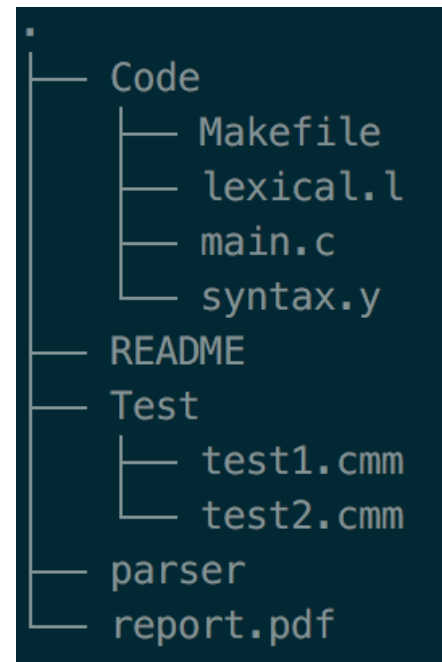 .
├── Code
│   ├── Makefile
│   ├── lexical.l
│   ├── main.c
│   └── syntax.y
├── README
├── Test
│   ├── test1.cmm
│   └── test2.cmm
├── parser
└── report.pdf